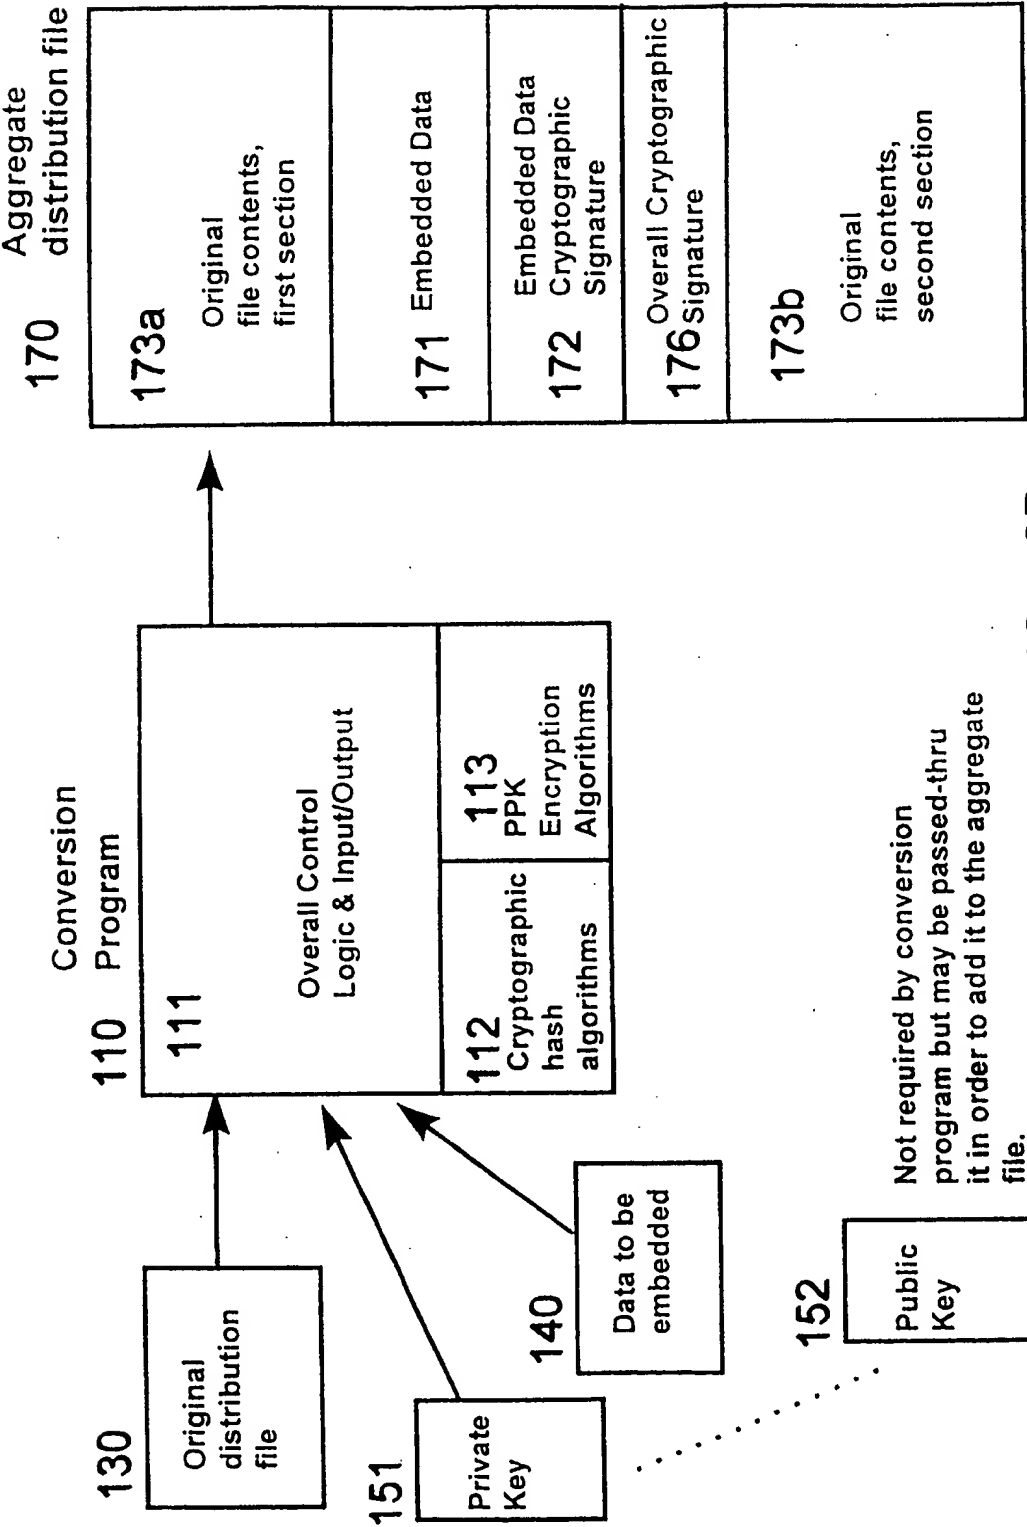 130
Original
distribution
file
151
Private
Key
140
Data to be
embedded
152
Public
Key
Not required by conversion
program but may be passed-thru
it in order to add it to the aggregate
file.
Conversion
110 Program
111
Overall Control
Logic & Input/Output
112
Cryptographic
hash
algorithms
113
PPK
Encryption
Algorithms
170
Aggregate
distribution file
173a
Original
file contents,
first section
171 Embedded Data
172
Embedded Data
Cryptographic
Signature
176
Overall Cryptographic
Signature
173b
Original
file contents,
second section